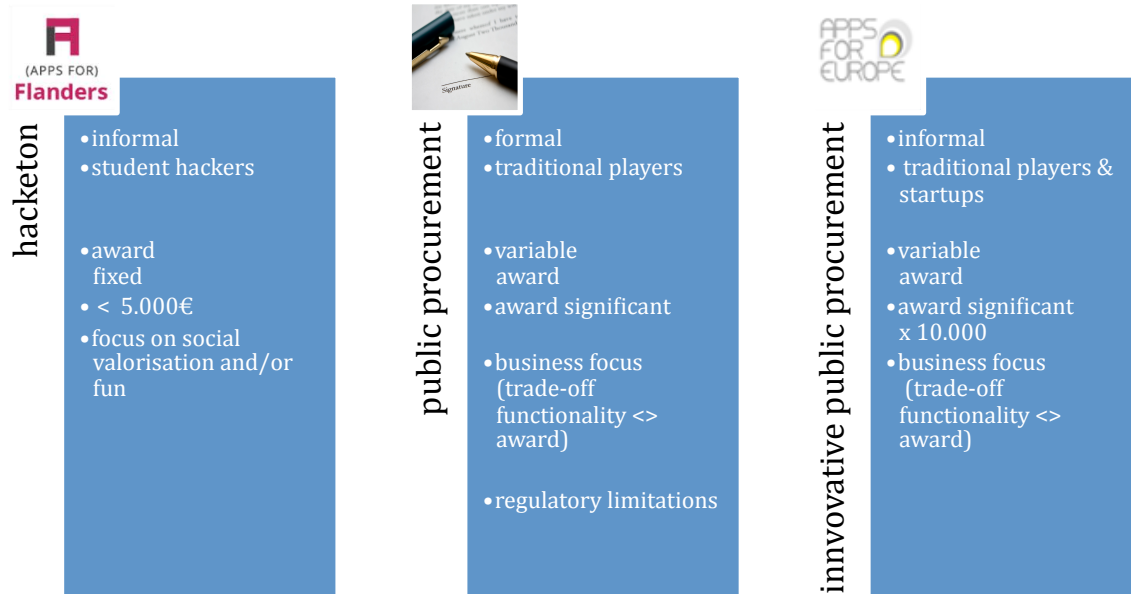 (APPS FOR)
Flanders
hacketon
•informal
•student hackers
•award
fixed
• < 5.000€
•focus on social
valorisation and/or
fun
Signature
public procurement
•formal
•traditional players
•variable
award
•award significant
•business focus
(trade-off
functionality <>
award)
•regulatory limitations
APPS
FOR
EUROPE
innvovative public procurement
•informal
• traditional players &
startups
•variable
award
•award significant
x 10.000
•business focus
(trade-off
functionality <>
award)